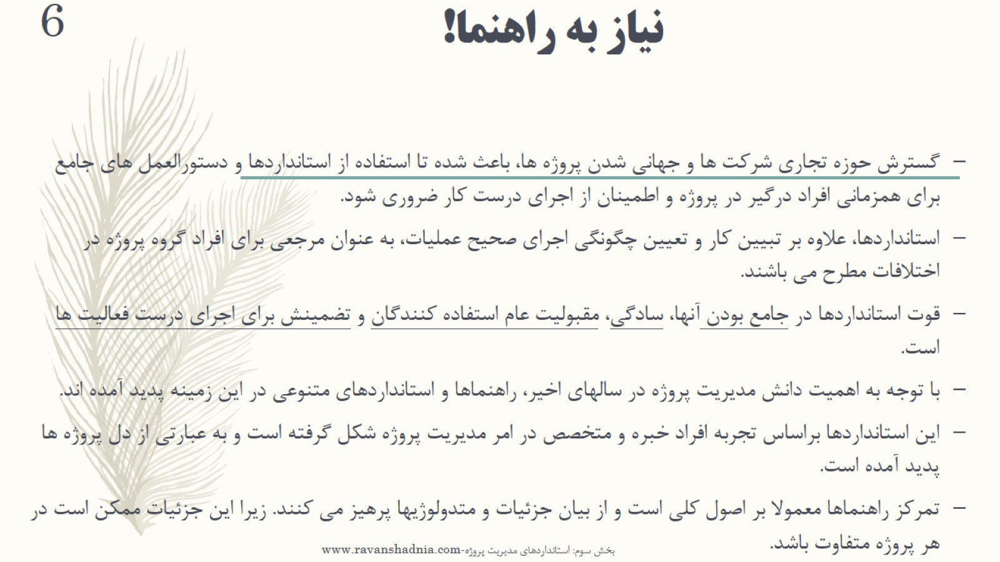 6
نیاز به راهنما!
– گسترش حوزه تجاری شرکت ها و جهانی شدن پروژه ها، باعث شده تا استفاده از استانداردها و دستورالعمل های جامع
برای همزمانی افراد درگیر در پروژه و اطمینان از اجرای درست کار ضروری شود.
– استانداردها، علاوه بر تبیین کار و تعیین چگونگی اجرای صحیح عملیات، به عنوان مرجعی برای افراد گروه پروژه در
اختلافات مطرح می باشند.
– قوت استانداردها در جامع بودن آنها، سادگی، مقبولیت عام استفاده کنندگان و تضمینش برای اجرای درست فعالیت ها
است.
– با توجه به اهمیت دانش مدیریت پروژه در سالهای اخیر، راهنماها و استانداردهای متنوعی در این زمینه پدید آمده اند.
– این استانداردها براساس تجربه افراد خبره و متخصص در امر مدیریت پروژه شکل گرفته است و به عبارتی از دل پروژه ها
پدید آمده است.
– تمرکز راهنماها معمولا بر اصول کلی است و از بیان جزئیات و متدولوژیها پرهیز می کنند. زیرا این جزئیات ممکن است در
هر پروژه متفاوت باشد.
بخش سوم: استانداردهای مدیریت پروژه-www.ravanshadnia.com